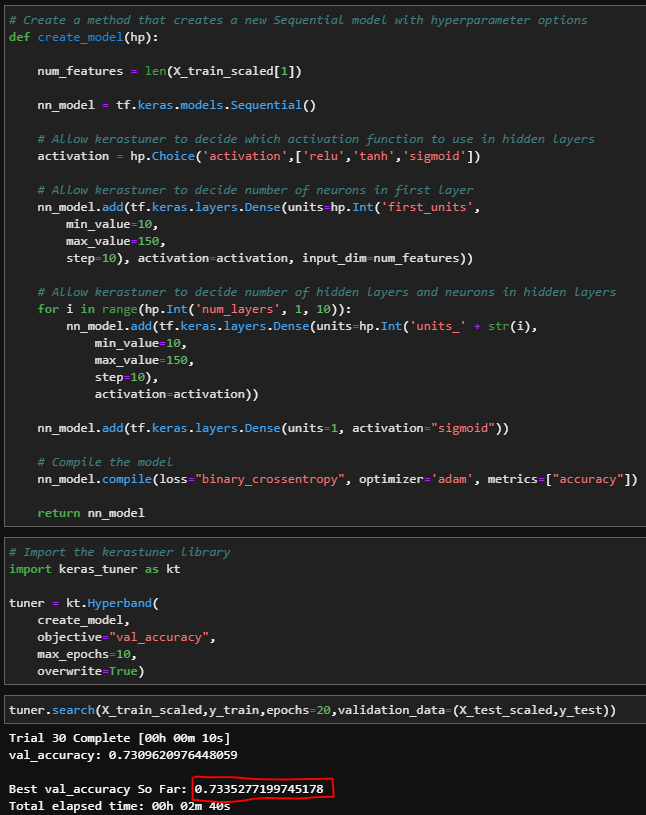 # Create a method that creates a new Sequential model with hyperparameter options
def create_model(hp):
num_features = len(X_train_scaled[1])
nn_model = tf.keras.models.Sequential()
# Allow kerastuner to decide which activation function to use in hidden layers
activation = hp.Choice('activation',['relu','tanh','sigmoid'])
# Allow kerastuner to decide number of neurons in first layer
nn_model.add(tf.keras.layers.Dense(units=hp.Int('first_units',
min_value=10,
max_value=150,
step=10), activation=activation, input_dim=num_features))
# Allow kerastuner to decide number of hidden layers and neurons in hidden layers
for i in range(hp.Int('num_layers', 1, 10)):
nn_model.add(tf.keras.layers.Dense(units=hp.Int('units_' + str(i),
min_value=10,
max_value=150,
step=10),
activation=activation))
nn_model.add(tf.keras.layers.Dense(units=1, activation="sigmoid"))
# Compile the model
nn_model.compile(loss="binary_crossentropy", optimizer='adam', metrics=["accuracy"])
return nn_model
# Import the kerastuner library
import keras_tuner as kt
tuner = kt.Hyperband(
create_model,
objective="val_accuracy",
max_epochs=10,
overwrite=True)
tuner.search(X_train_scaled,y_train,epochs=20,validation_data=(X_test_scaled,y_test))
Trial 30 Complete [00h 00m 10s]
val_accuracy: 0.7309620976448059
Best val_accuracy So Far: 0.7335277199745178
Total elapsed time: 00h 02m 40s